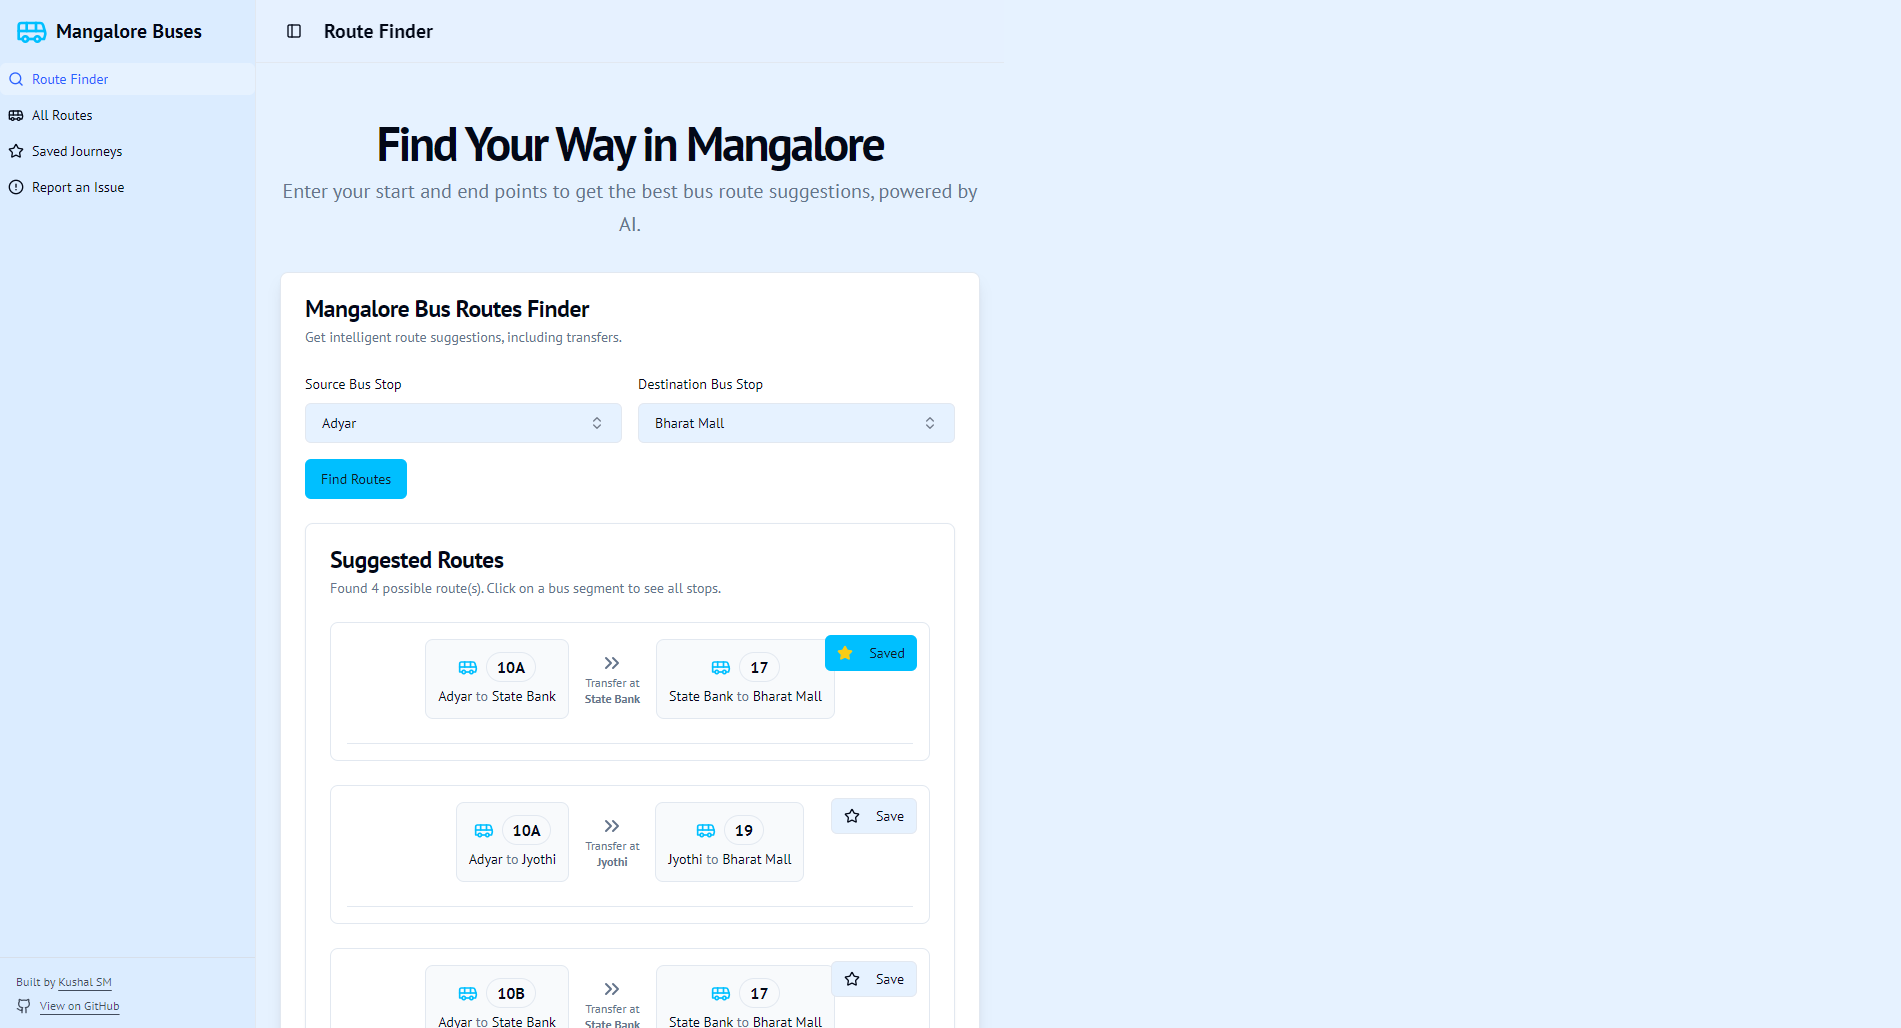 Mangalore Buses
Route Finder
All Routes
Saved Journeys
Report an Issue
Built by Kushal SM
View on GitHub
Route Finder
Find Your Way in Mangalore
Enter your start and end points to get the best bus route suggestions, powered by
AI.
Mangalore Bus Routes Finder
Get intelligent route suggestions, including transfers.
Source Bus Stop
Adyar
Destination Bus Stop
Bharat Mall
Find Routes
Suggested Routes
Found 4 possible route(s). Click on a bus segment to see all stops.
10A
Adyar to State Bank
Transfer at
State Bank
17
State Bank to Bharat Mall
Saved
10A
Adyar to Jyothi
Transfer at
Jyothi
19
Jyothi to Bharat Mall
Save
10B
Adyar to State Bank
Transfer at
State Bank
17
State Bank to Bharat Mall
Save